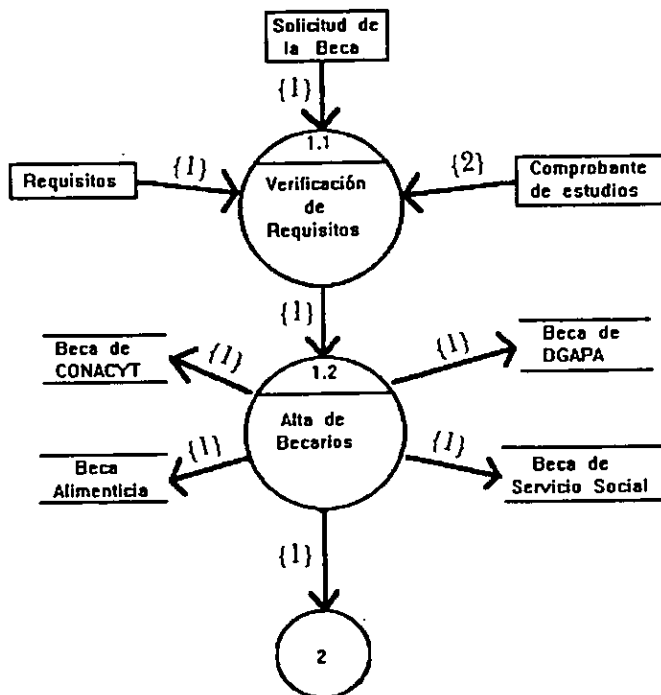 Solicitud de
la Beca
{1}
1.1
Requisitos
{1}
Verificación
de
Requisitos
{2}
Comprobante
de estudios
{1}
Beca de
CONACYT
{1}
1.2
{1}
Beca de
DGAPA
Alta de
Becarios
Beca
Alimenticia
{1}
{1}
Beca de
Servicio Social
{1}
2